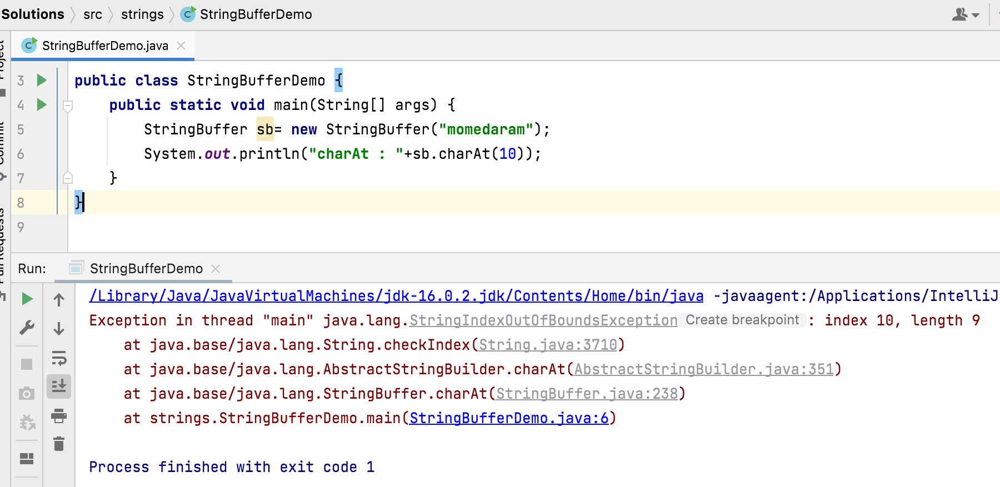 Solutions src strings StringBufferDemo
StringBufferDemo.java
Project
Commit
Pull Requests
3 public class StringBufferDemo {
4 public static void main(String[] args) {
5 StringBuffer sb= new StringBuffer("momedaram");
6 System.out.println("charAt : "+sb.charAt(10));
7 }
8 }
9
Run: StringBufferDemo
/Library/Java/JavaVirtualMachines/jdk-16.0.2.jdk/Contents/Home/bin/java -javaagent:/Applications/IntelliJ
Exception in thread "main" java.lang.StringIndexOutOfBoundsException Create breakpoint : index 10, length 9
at java.base/java.lang.String.checkIndex(String.java:3710)
at java.base/java.lang.AbstractStringBuilder.charAt(AbstractStringBuilder.java:351)
at java.base/java.lang.StringBuffer.charAt(StringBuffer.java:238)
at strings.StringBufferDemo.main(StringBufferDemo.java:6)
Process finished with exit code 1